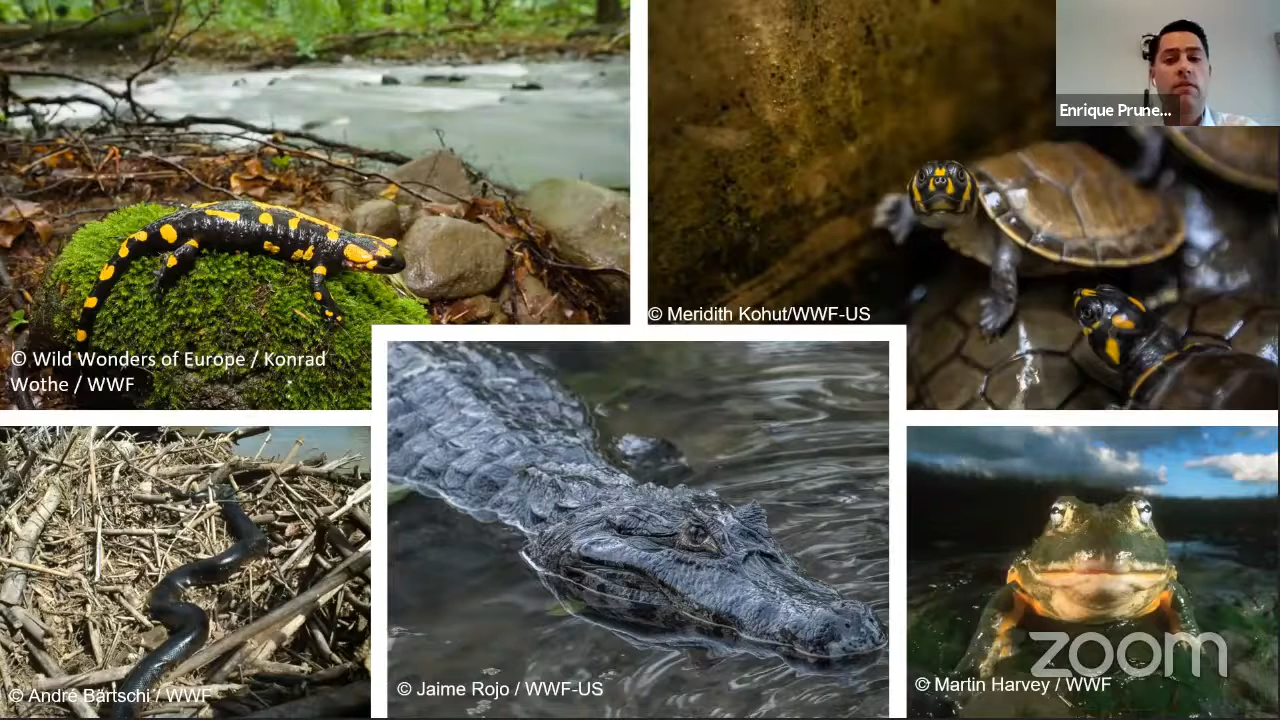 Enrique Prune...
© Meridith Kohut/WWF-US
© Wild Wonders of Europe / Konrad
Wothe / WWF
© André Bärtschi / WWF
© Jaime Rojo / WWF-US
© Martin Harvey / WWF
zoom